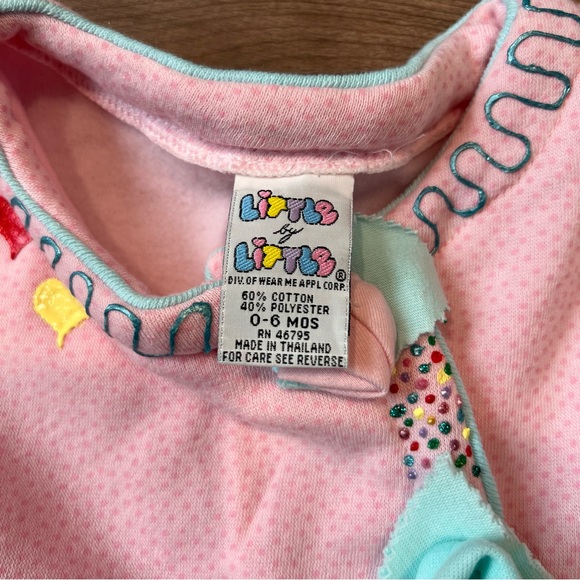 LITTLE
by
LITTLE®
DIV. OF WEAR ME APPL CORP.
60% COTTON
40% POLYESTER
0-6 MOS
RN 46795
MADE IN THAILAND
FOR CARE SEE REVERSE